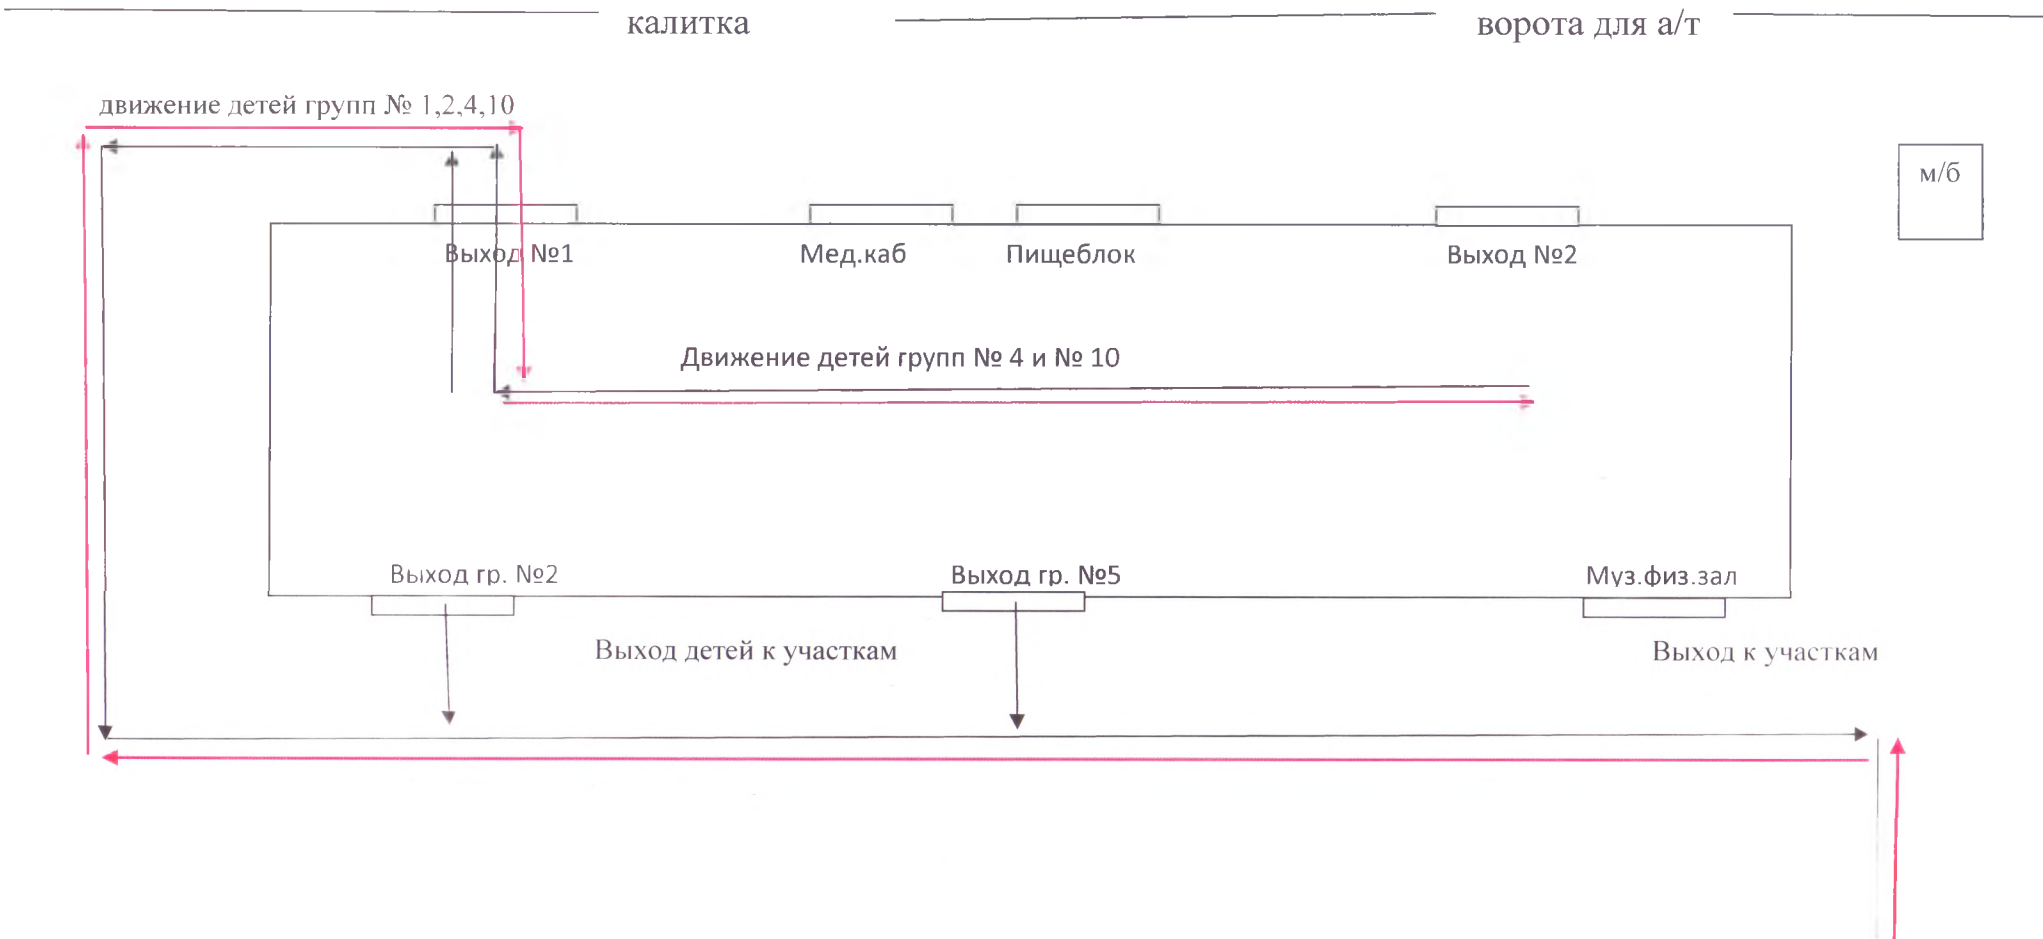 калитка
ворота для а/т
движение детей групп № 1,2,4,10
м/б
Выход №1
Мед.каб
Пищеблок
Выход №2
Движение детей групп № 4 и № 10
Выход гр. №2
Выход гр. №5
Муз.физ.зал
Выход детей к участкам
Выход к участкам